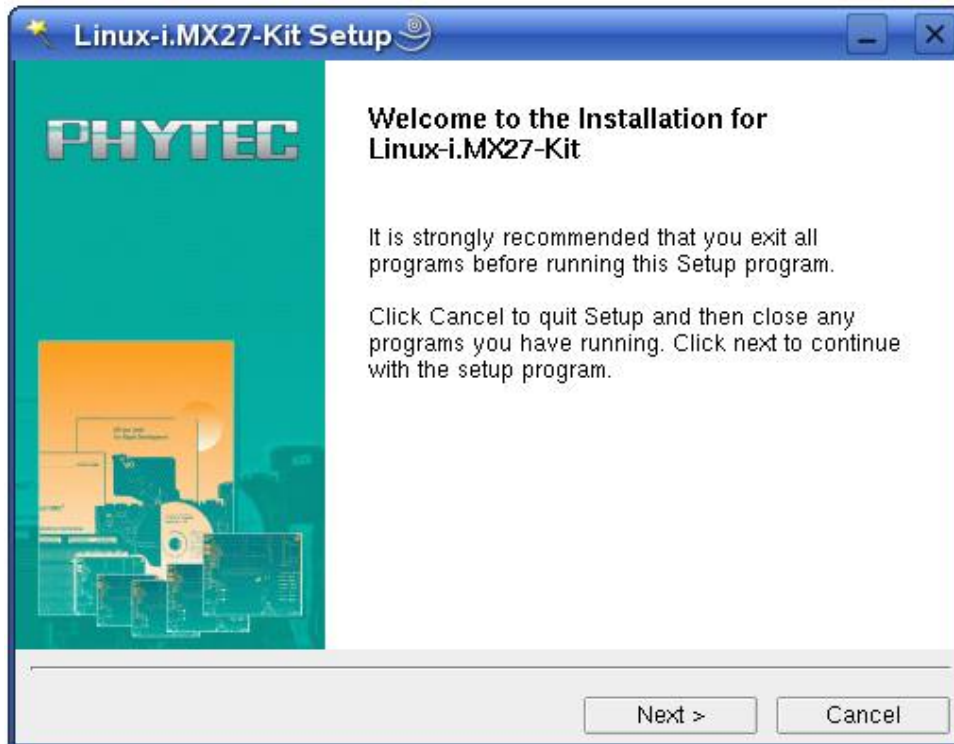 Linux-i.MX27-Kit Setup
PHYTEC
Welcome to the Installation for
Linux-i.MX27-Kit
It is strongly recommended that you exit all
programs before running this Setup program.
Click Cancel to quit Setup and then close any
programs you have running. Click next to continue
with the setup program.
Next >
Cancel